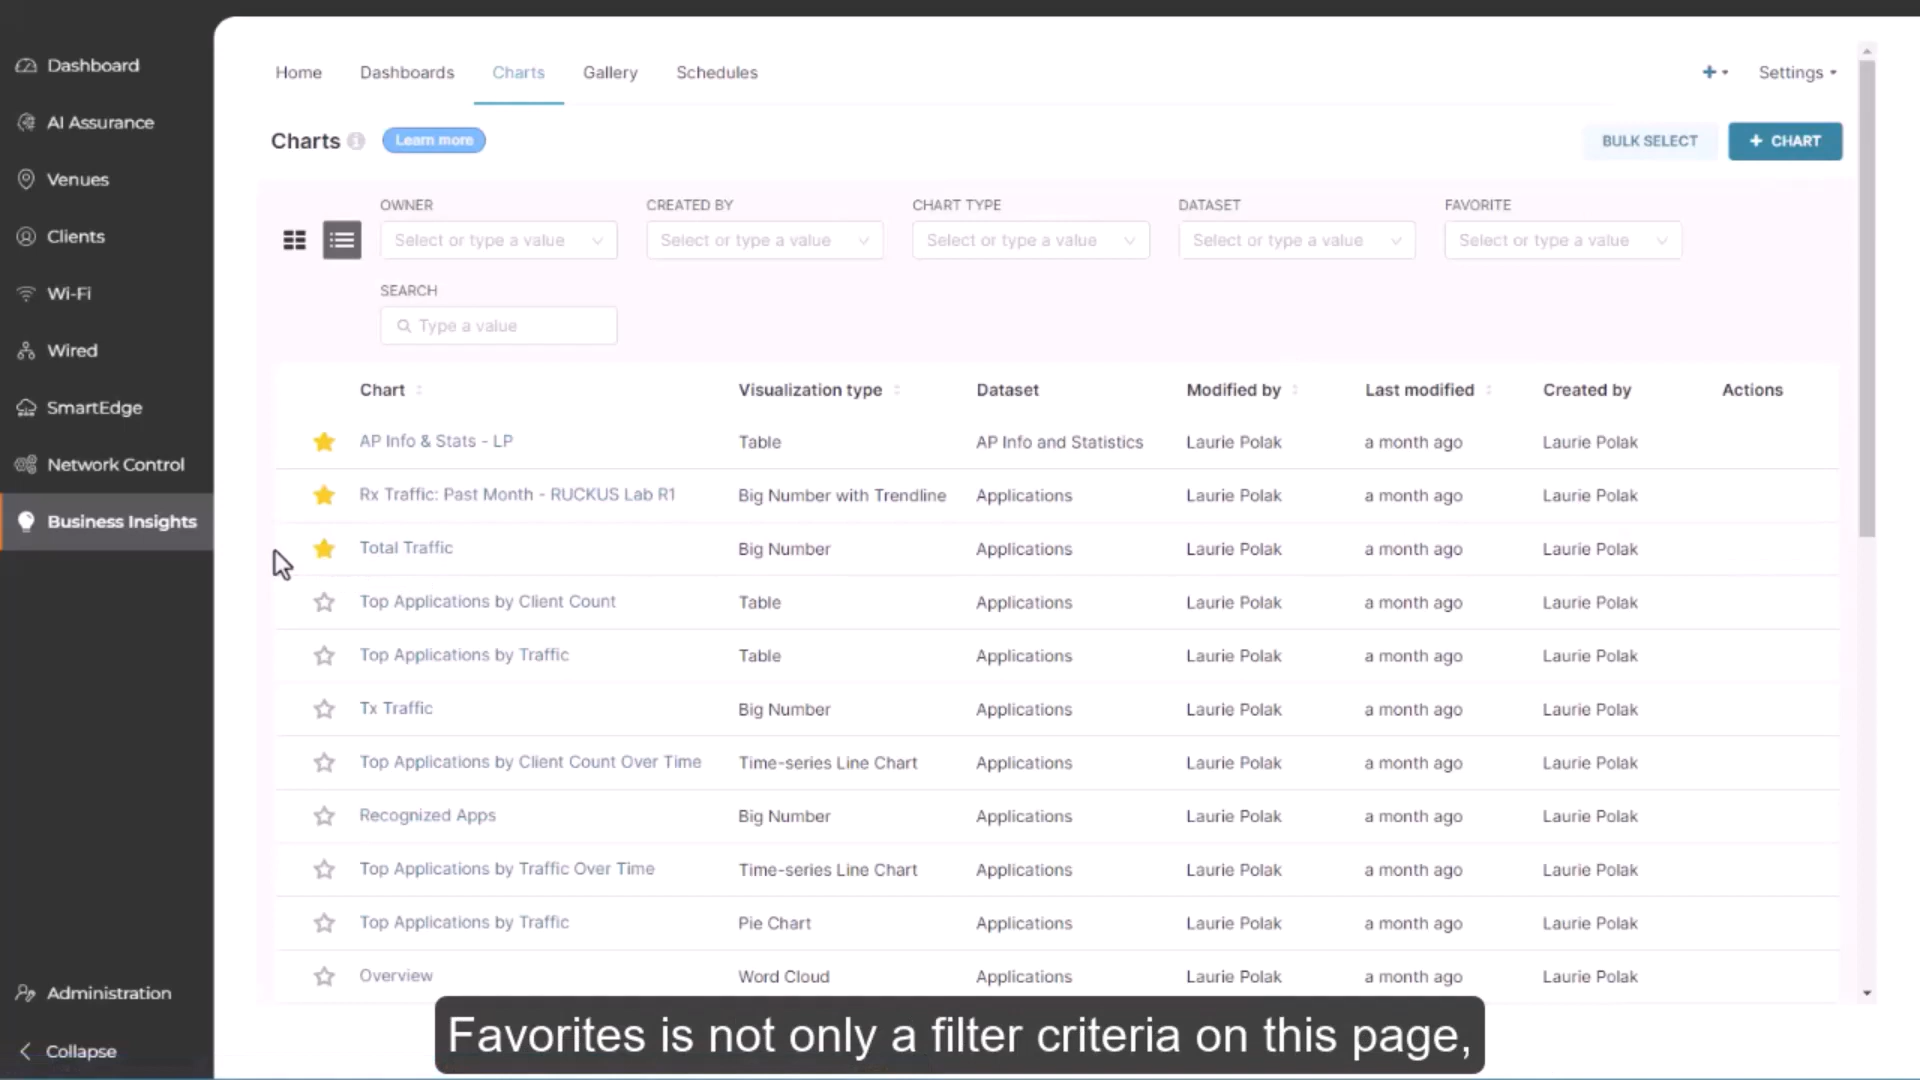 Dashboard
AI Assurance
Venues
Clients
Wi-Fi
Wired
SmartEdge
Network Control
Business Insights
Administration
Collapse
Home Dashboards Charts Gallery Schedules + Settings
Charts Learn more BULK SELECT + CHART
OWNER CREATED BY CHART TYPE DATASET FAVORITE
Select or type a value Select or type a value Select or type a value Select or type a value Select or type a value
SEARCH
Type a value
Chart Visualization type Dataset Modified by Last modified Created by Actions
AP Info & Stats - LP Table AP Info and Statistics Laurie Polak a month ago Laurie Polak
Rx Traffic: Past Month - RUCKUS Lab R1 Big Number with Trendline Applications Laurie Polak a month ago Laurie Polak
Total Traffic Big Number Applications Laurie Polak a month ago Laurie Polak
Top Applications by Client Count Table Applications Laurie Polak a month ago Laurie Polak
Top Applications by Traffic Table Applications Laurie Polak a month ago Laurie Polak
Tx Traffic Big Number Applications Laurie Polak a month ago Laurie Polak
Top Applications by Client Count Over Time Time-series Line Chart Applications Laurie Polak a month ago Laurie Polak
Recognized Apps Big Number Applications Laurie Polak a month ago Laurie Polak
Top Applications by Traffic Over Time Time-series Line Chart Applications Laurie Polak a month ago Laurie Polak
Top Applications by Traffic Pie Chart Applications Laurie Polak a month ago Laurie Polak
Overview Word Cloud Applications Laurie Polak a month ago Laurie Polak
Favorites is not only a filter criteria on this page,